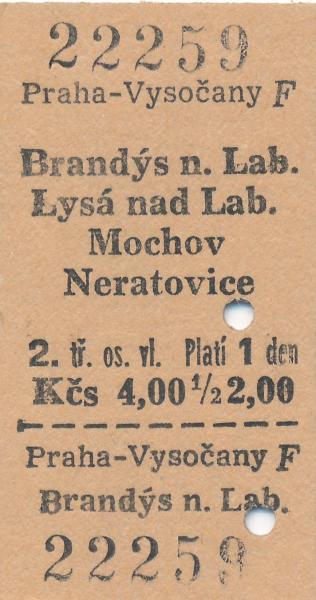 22259
Praha-Vysočany F
Brandýs n. Lab.
Lysá nad Lab.
Mochov
Neratovice
2. tř. os. vl. Platí 1 den
Kčs 4,00 ½ 2,00
Praha-Vysočany F
Brandýs n. Lab.
22259